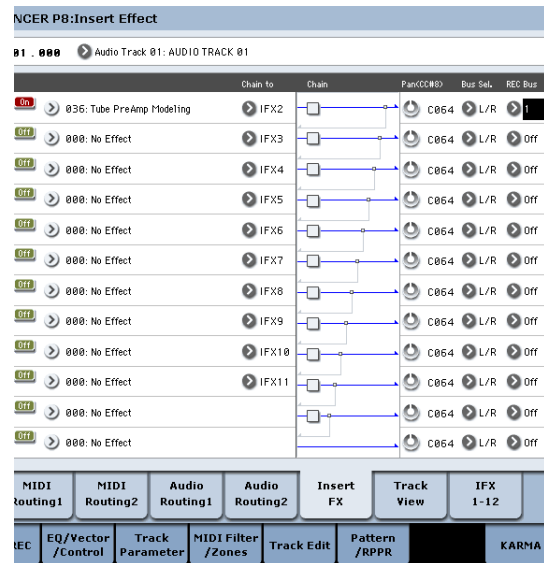 NCER P8:Insert Effect
01 . 000 Audio Track 01: AUDIO TRACK 01
Chain to Chain Pan(CC#8) Bus Sel. REC Bus
On 036: Tube PreAmp Modeling IFX2 C064 L/R 1
Off 000: No Effect IFX3 C064 L/R Off
Off 000: No Effect IFX4 C064 L/R Off
Off 000: No Effect IFX5 C064 L/R Off
Off 000: No Effect IFX6 C064 L/R Off
Off 000: No Effect IFX7 C064 L/R Off
Off 000: No Effect IFX8 C064 L/R Off
Off 000: No Effect IFX9 C064 L/R Off
Off 000: No Effect IFX10 C064 L/R Off
Off 000: No Effect IFX11 C064 L/R Off
Off 000: No Effect C064 L/R Off
Off 000: No Effect C064 L/R Off
MIDI MIDI Audio Audio Insert Track IFX
Routing1 Routing2 Routing1 Routing2 FX View 1-12
REC EQ/Vector Track MIDI Filter Track Edit Pattern KARMA
/Control Parameter /Zones /RPPR